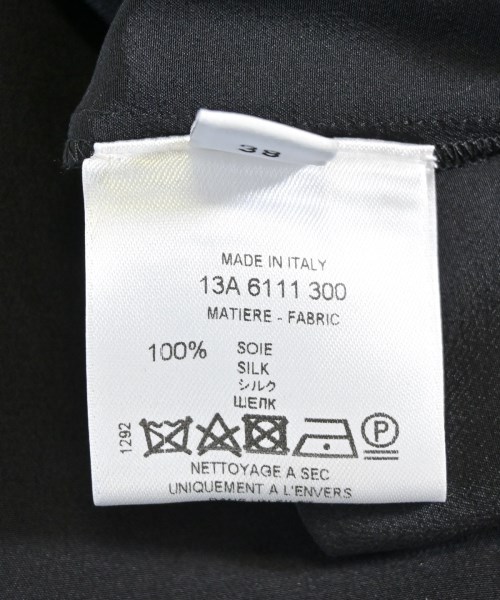 38
MADE IN ITALY
13A 6111 300
MATIERE - FABRIC
100% SOIE
SILK
シルク
ШЕЛК
1292
P
NETTOYAGE A SEC
UNIQUEMENT A L'ENVERS